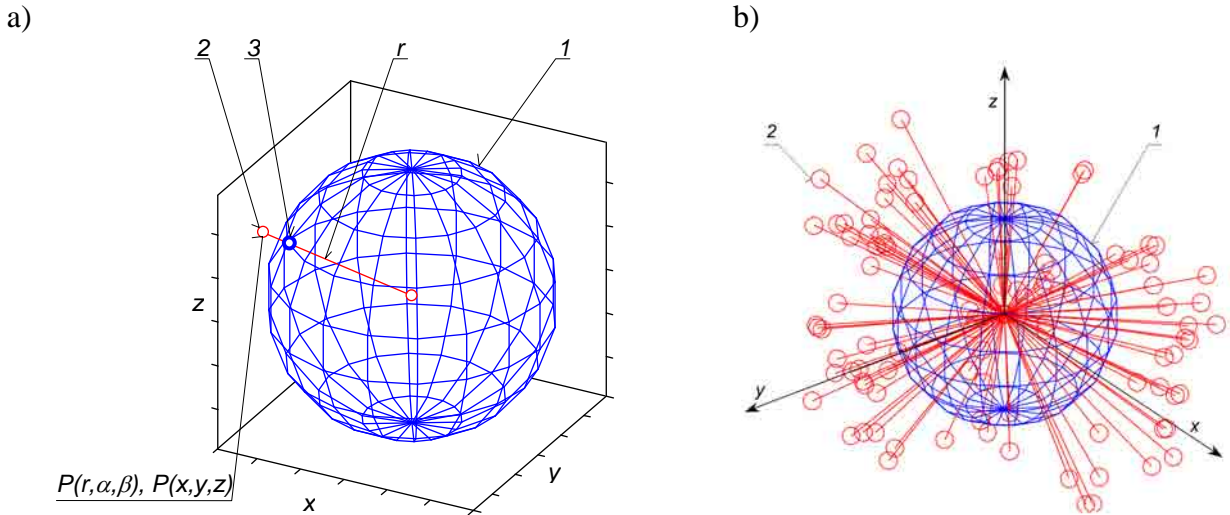 a)
b)
2 3 r 1
z
2
1
z
y
x
P(r,α,β), P(x,y,z)
x
y